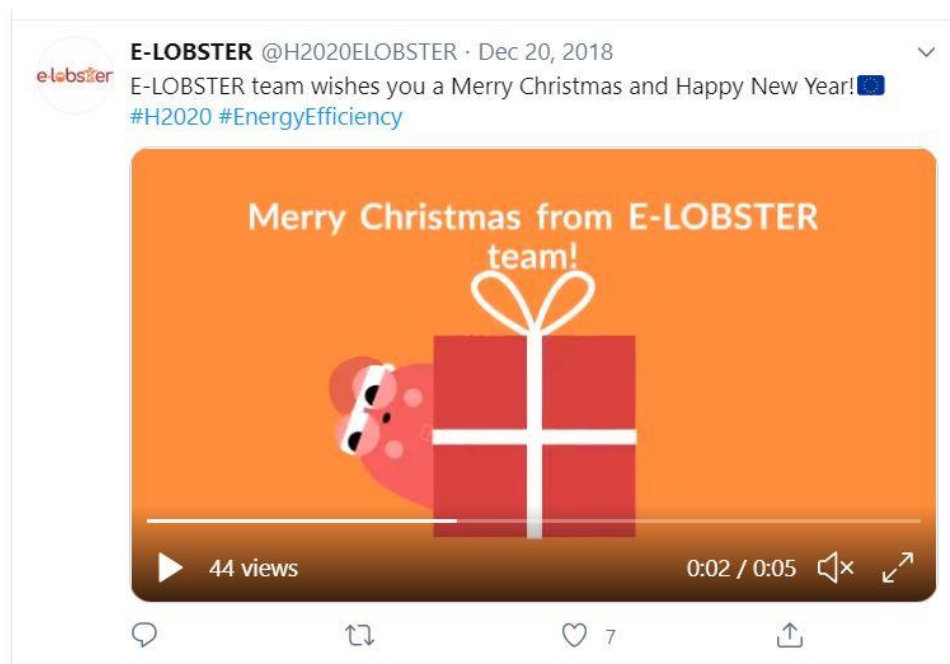 E-LOBSTER @H2020ELOBSTER · Dec 20, 2018
e-lobster
E-LOBSTER team wishes you a Merry Christmas and Happy New Year!🇪🇺
#H2020 #EnergyEfficiency
Merry Christmas from E-LOBSTER
team!
44 views
0:02 / 0:05
7